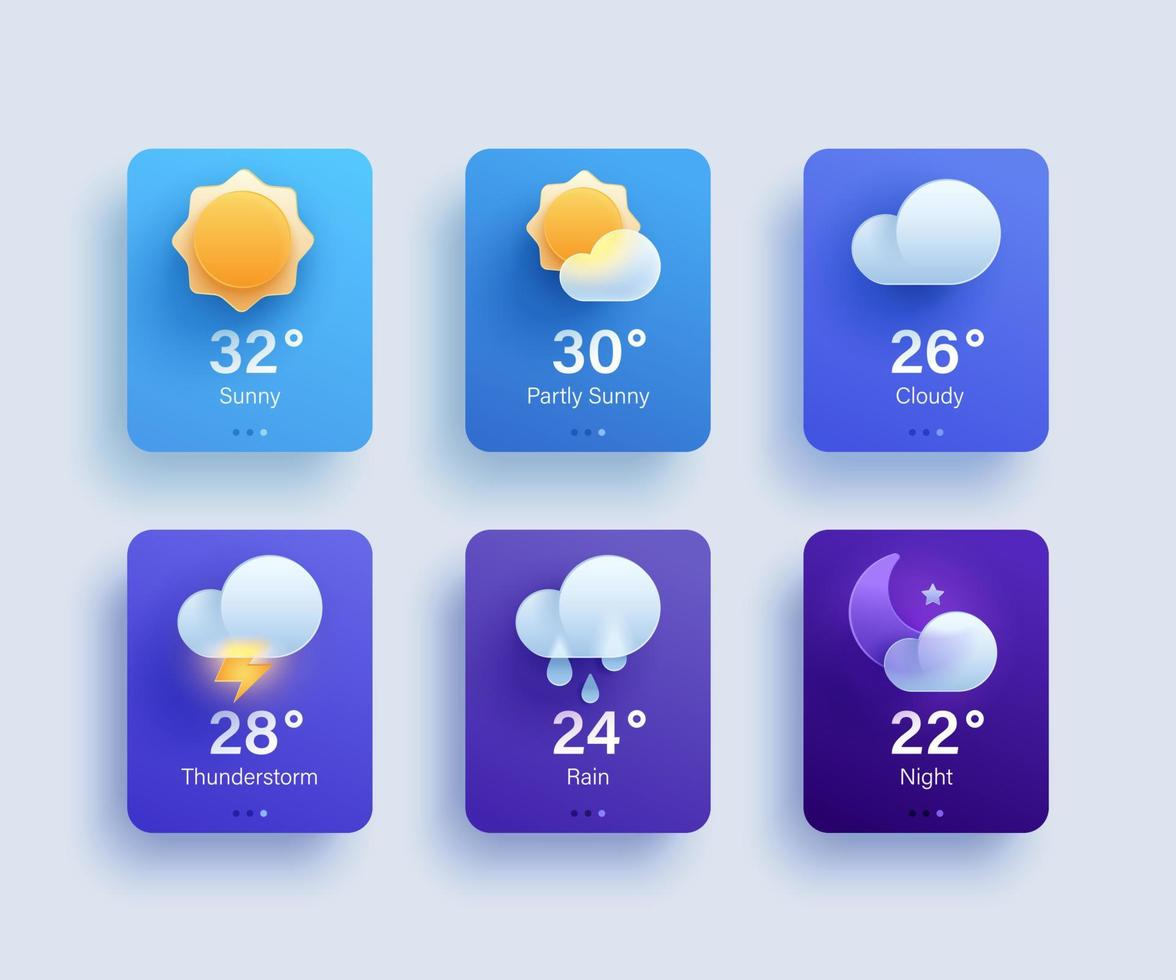 32°
Sunny
30°
Partly Sunny
26°
Cloudy
28°
Thunderstorm
24°
Rain
22°
Night